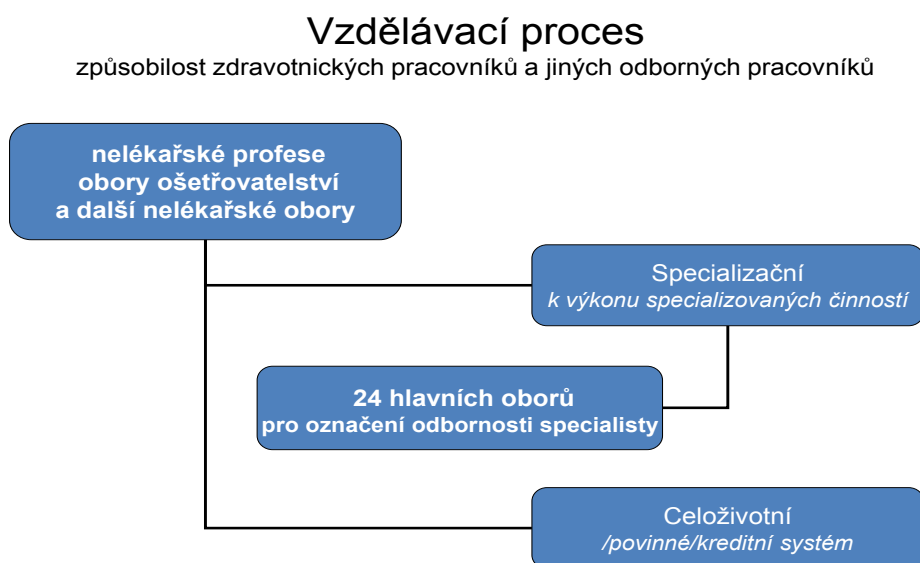 Vzdělávací proces
způsobilost zdravotnických pracovníků a jiných odborných pracovníků
nelékařské profese
obory ošetřovatelství
a další nelékařské obory
Specializační
k výkonu specializovaných činností
24 hlavních oborů
pro označení odbornosti specialisty
Celoživotní
/povinné/kreditní systém